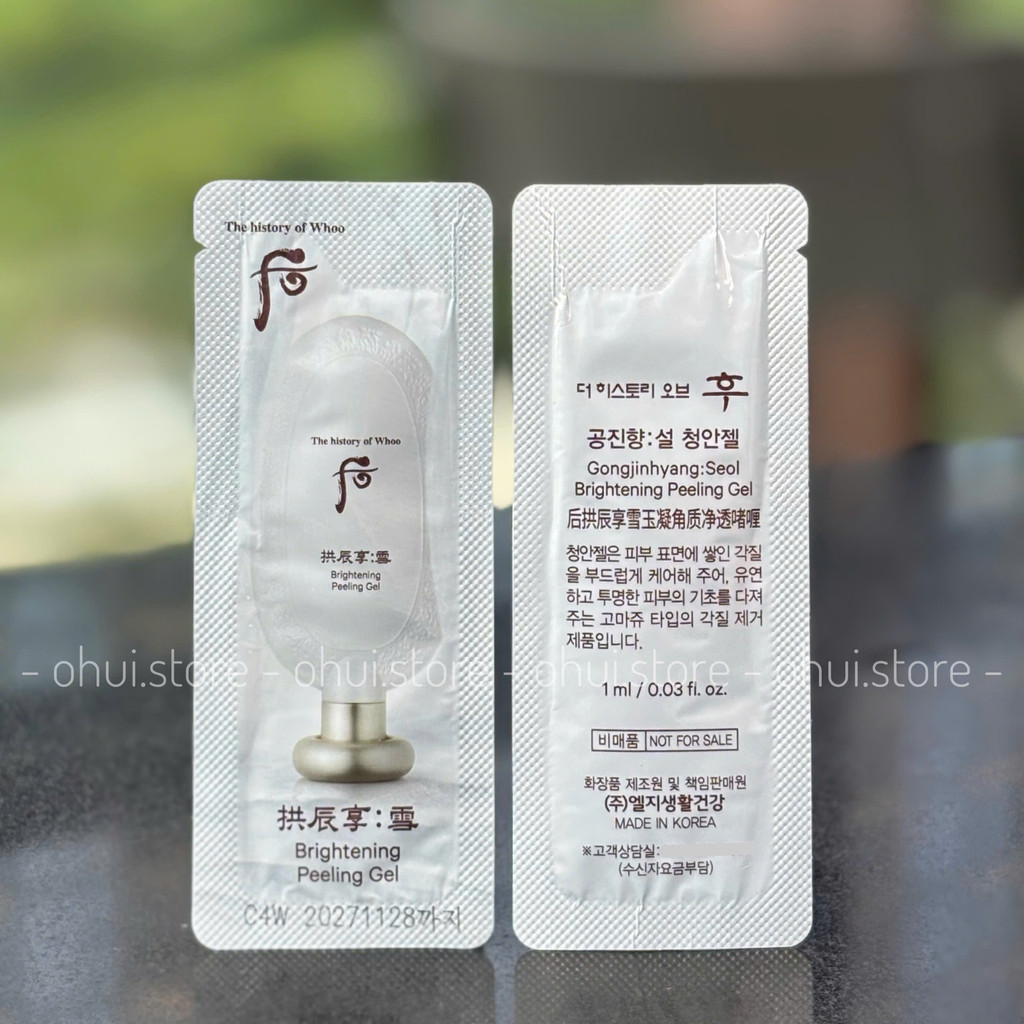 The history of Whoo
后
The history of Whoo
后
拱辰享:雪
Brightening
Peeling Gel
拱辰享:雪
Brightening
Peeling Gel
C4W 20271128까지
더 히스토리 오브 후
공진향:설 청안젤
Gongjinhyang:Seol
Brightening Peeling Gel
后拱辰享雪玉凝角质净透啫喱
청안젤은 피부 표면에 쌓인 각질
을 부드럽게 케어해 주어, 유연
하고 투명한 피부의 기초를 다져
주는 고마쥬 타입의 각질 제거
제품입니다.
1 ml / 0.03 fl. oz.
비매품 NOT FOR SALE
화장품 제조원 및 책임판매원
(주)엘지생활건강
MADE IN KOREA
※고객상담실:
(수신자요금부담)
- ohui.store - ohui.store - ohui.store - ohui.store -